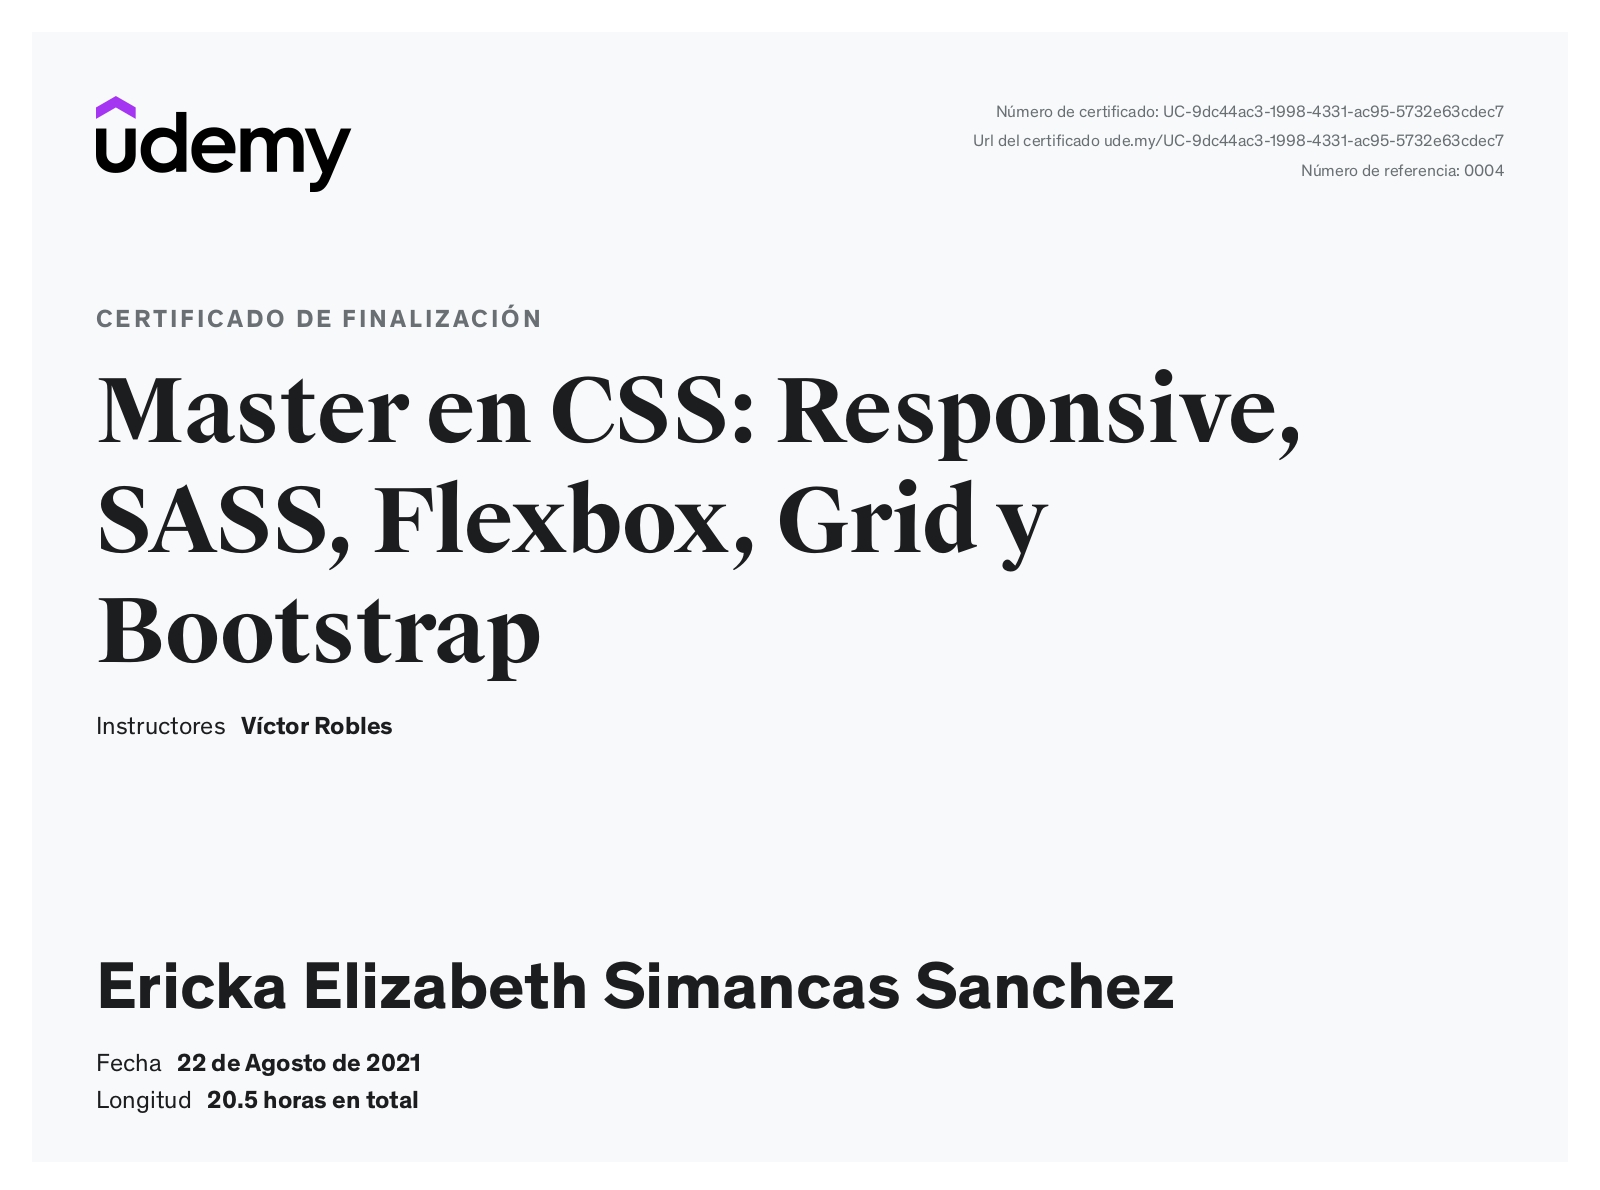 udemy
Número de certificado: UC-9dc44ac3-1998-4331-ac95-5732e63cdec7
Url del certificado ude.my/UC-9dc44ac3-1998-4331-ac95-5732e63cdec7
Número de referencia: 0004
CERTIFICADO DE FINALIZACIÓN
Master en CSS: Responsive,
SASS, Flexbox, Grid y
Bootstrap
Instructores Víctor Robles
Ericka Elizabeth Simancas Sanchez
Fecha 22 de Agosto de 2021
Longitud 20.5 horas en total